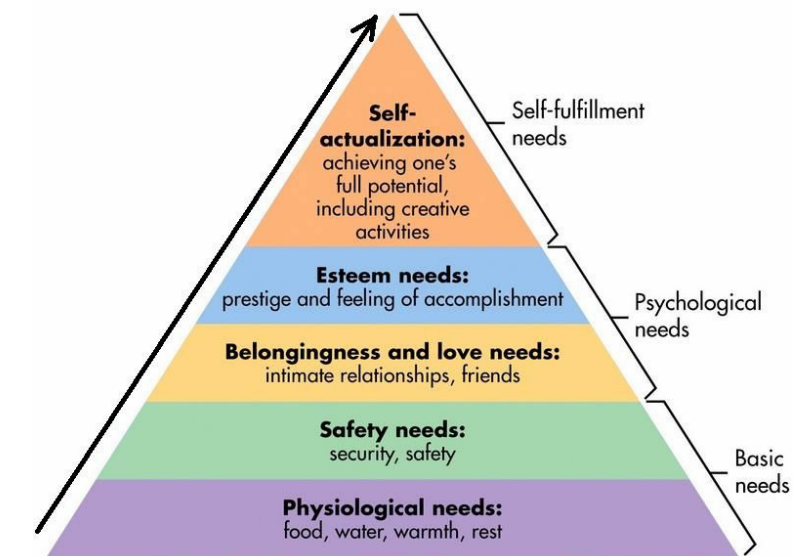 Self-
actualization:
achieving one's
full potential,
including creative
activities
Self-fulfillment
needs
Esteem needs:
prestige and feeling of accomplishment
Psychological
needs
Belongingness and love needs:
intimate relationships, friends
Safety needs:
security, safety
Basic
needs
Physiological needs:
food, water, warmth, rest